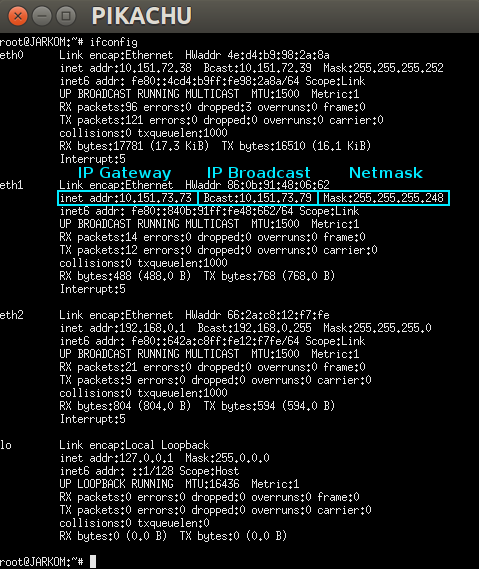 PIKACHU
root@JARKOM:~# ifconfig
eth0 Link encap:Ethernet HWaddr 4e:d4:b9:98:2a:8a
inet addr:10.151.72.38 Bcast:10.151.72.39 Mask:255.255.255.252
inet6 addr: fe80::4cd4:b9ff:fe98:2a8a/64 Scope:Link
UP BROADCAST RUNNING MULTICAST MTU:1500 Metric:1
RX packets:96 errors:0 dropped:3 overruns:0 frame:0
TX packets:121 errors:0 dropped:0 overruns:0 carrier:0
collisions:0 txqueuelen:1000
RX bytes:17781 (17.3 KiB) TX bytes:16510 (16.1 KiB)
Interrupt:5
IP Gateway IP Broadcast Netmask
eth1 Link encap:Ethernet HWaddr 86:0b:91:48:06:62
inet addr:10.151.73.73 Bcast:10.151.73.79 Mask:255.255.255.248
inet6 addr: fe80::840b:91ff:fe48:662/64 Scope:Link
UP BROADCAST RUNNING MULTICAST MTU:1500 Metric:1
RX packets:14 errors:0 dropped:0 overruns:0 frame:0
TX packets:12 errors:0 dropped:0 overruns:0 carrier:0
collisions:0 txqueuelen:1000
RX bytes:488 (488.0 B) TX bytes:768 (768.0 B)
Interrupt:5
eth2 Link encap:Ethernet HWaddr 66:2a:c8:12:f7:fe
inet addr:192.168.0.1 Bcast:192.168.0.255 Mask:255.255.255.0
inet6 addr: fe80::642a:c8ff:fe12:f7fe/64 Scope:Link
UP BROADCAST RUNNING MULTICAST MTU:1500 Metric:1
RX packets:21 errors:0 dropped:0 overruns:0 frame:0
TX packets:9 errors:0 dropped:0 overruns:0 carrier:0
collisions:0 txqueuelen:1000
RX bytes:804 (804.0 B) TX bytes:594 (594.0 B)
Interrupt:5
lo Link encap:Local Loopback
inet addr:127.0.0.1 Mask:255.0.0.0
inet6 addr: ::1/128 Scope:Host
UP LOOPBACK RUNNING MTU:16436 Metric:1
RX packets:0 errors:0 dropped:0 overruns:0 frame:0
TX packets:0 errors:0 dropped:0 overruns:0 carrier:0
collisions:0 txqueuelen:0
RX bytes:0 (0.0 B) TX bytes:0 (0.0 B)
root@JARKOM:~#